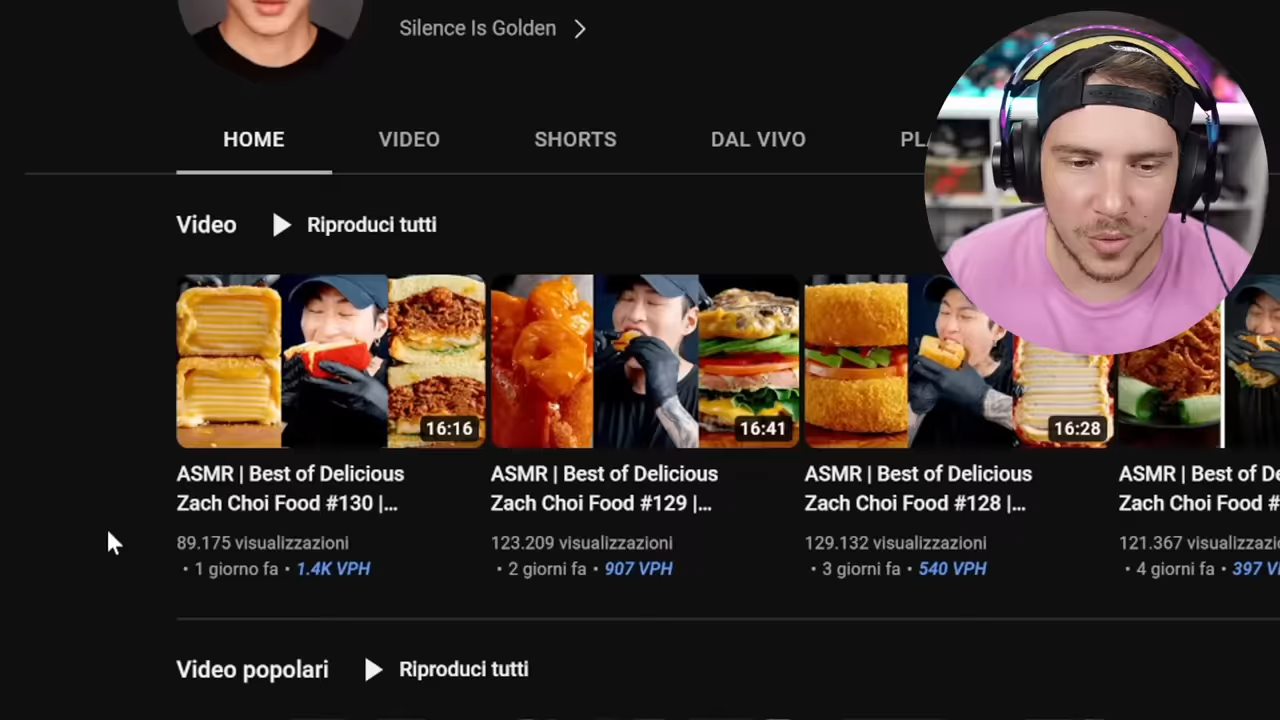 Silence Is Golden
HOME VIDEO SHORTS DAL VIVO
Video Riproduci tutti
16:16 16:41 16:28
ASMR | Best of Delicious
Zach Choi Food #130 |...
89.175 visualizzazioni
• 1 giorno fa • 1.4K VPH
ASMR | Best of Delicious
Zach Choi Food #129 |...
123.209 visualizzazioni
• 2 giorni fa • 907 VPH
ASMR | Best of Delicious
Zach Choi Food #128 |...
129.132 visualizzazioni
• 3 giorni fa • 540 VPH
ASMR | Best of
Zach Choi Food
121.367
• 4 giorni fa • 397
Video popolari Riproduci tutti